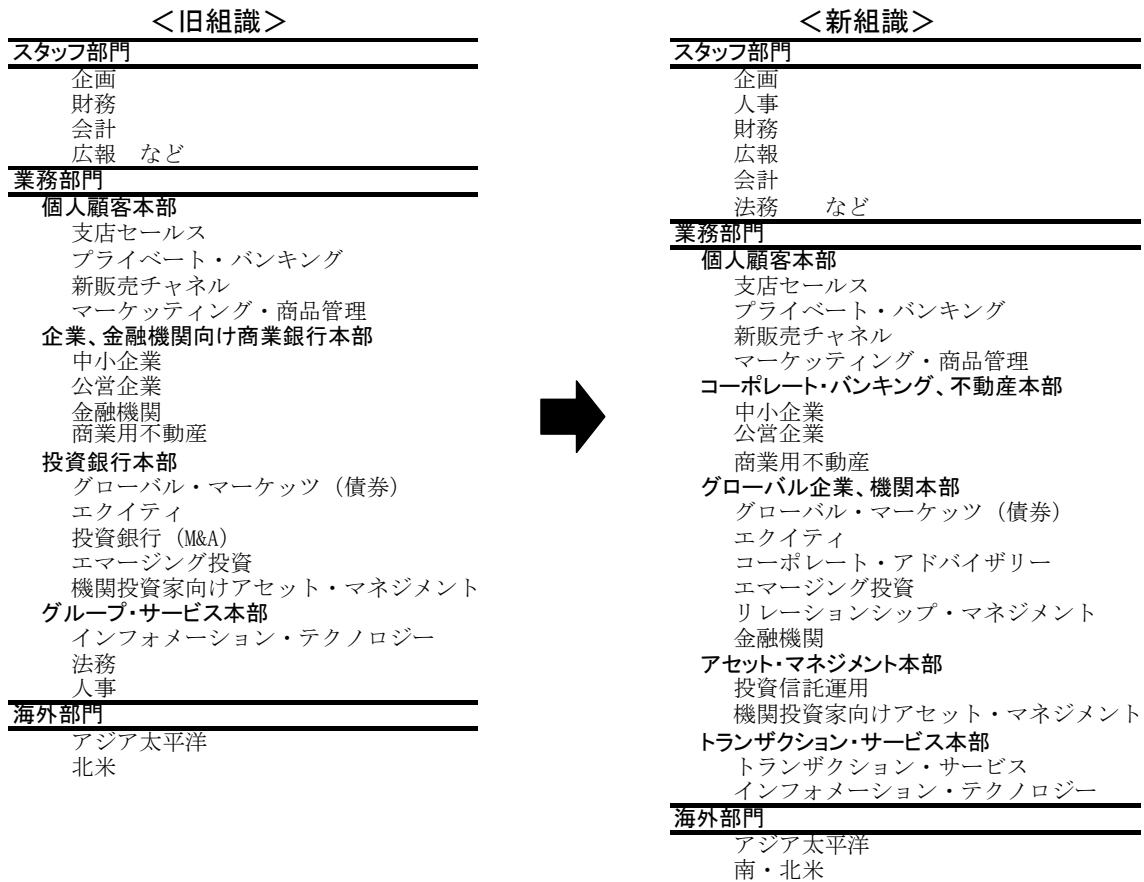 ＜旧組識＞
スタッフ部門
企画
財務
会計
広報　など
業務部門
個人顧客本部
支店セールス
プライベート・バンキング
新販売チャネル
マーケッティング・商品管理
企業、金融機関向け商業銀行本部
中小企業
公営企業
金融機関
商業用不動産
投資銀行本部
グローバル・マーケッツ（債券）
エクイティ
投資銀行（M&A）
エマージング投資
機関投資家向けアセット・マネジメント
グループ・サービス本部
インフォメーション・テクノロジー
法務
人事
海外部門
アジア太平洋
北米
＜新組識＞
スタッフ部門
企画
人事
財務
広報
会計
法務　　など
業務部門
個人顧客本部
支店セールス
プライベート・バンキング
新販売チャネル
マーケッティング・商品管理
コーポレート・バンキング、不動産本部
中小企業
公営企業
商業用不動産
グローバル企業、機関本部
グローバル・マーケッツ（債券）
エクイティ
コーポレート・アドバイザリー
エマージング投資
リレーションシップ・マネジメント
金融機関
アセット・マネジメント本部
投資信託運用
機関投資家向けアセット・マネジメント
トランザクション・サービス本部
トランザクション・サービス
インフォメーション・テクノロジー
海外部門
アジア太平洋
南・北米